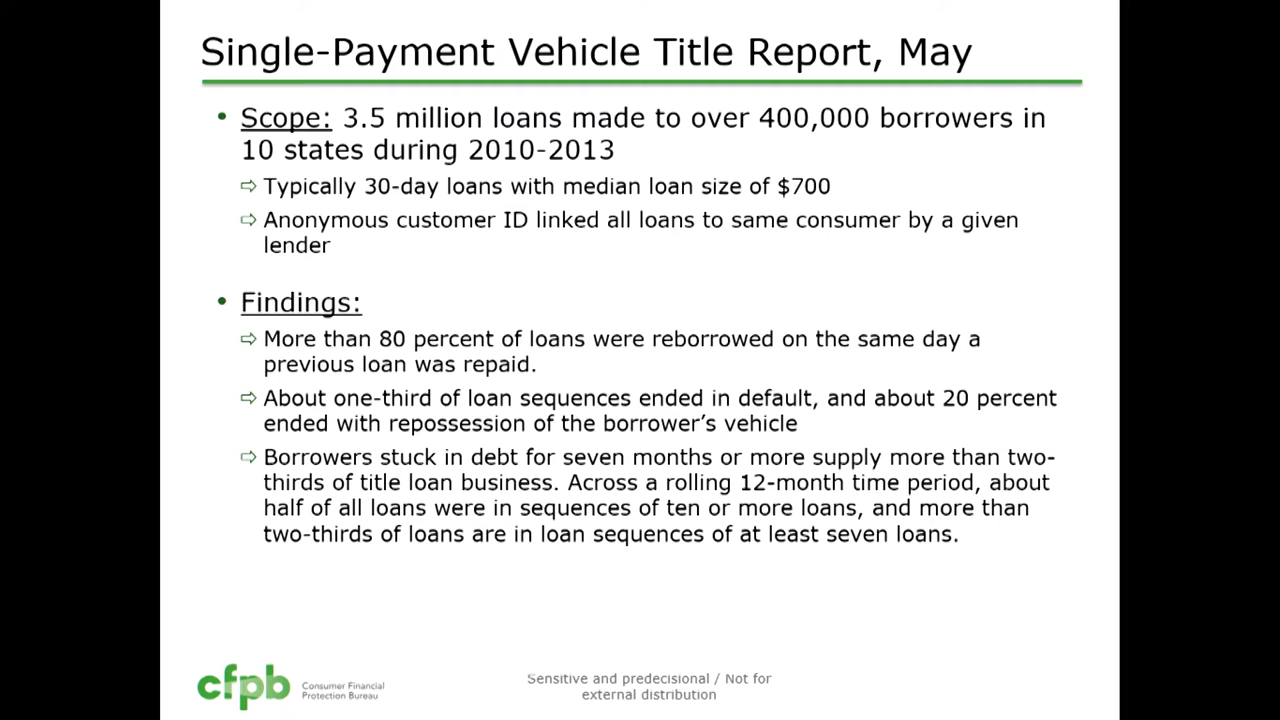 Single-Payment Vehicle Title Report, May
• Scope: 3.5 million loans made to over 400,000 borrowers in
10 states during 2010-2013
⇨ Typically 30-day loans with median loan size of $700
⇨ Anonymous customer ID linked all loans to same consumer by a given
lender
• Findings:
⇨ More than 80 percent of loans were reborrowed on the same day a
previous loan was repaid.
⇨ About one-third of loan sequences ended in default, and about 20 percent
ended with repossession of the borrower’s vehicle
⇨ Borrowers stuck in debt for seven months or more supply more than two-
thirds of title loan business. Across a rolling 12-month time period, about
half of all loans were in sequences of ten or more loans, and more than
two-thirds of loans are in loan sequences of at least seven loans.
cfpb
Consumer Financial
Protection Bureau
Sensitive and predecisional / Not for
external distribution